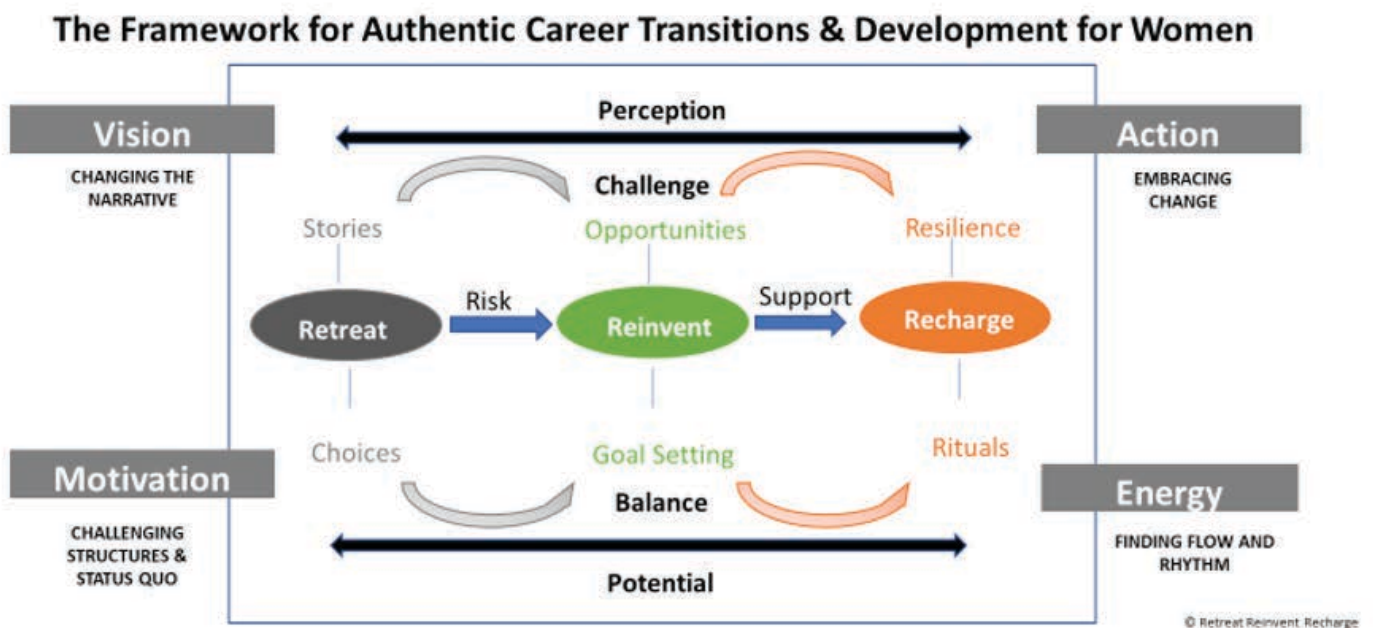 The Framework for Authentic Career Transitions & Development for Women
Vision
CHANGING THE
NARRATIVE
Perception
Action
EMBRACING
CHANGE
Challenge
Stories
Opportunities
Resilience
Retreat
Risk
Reinvent
Support
Recharge
Choices
Goal Setting
Rituals
Motivation
CHALLENGING
STRUCTURES &
STATUS QUO
Balance
Energy
FINDING FLOW AND
RHYTHM
Potential
© Retreat Reinvent Recharge